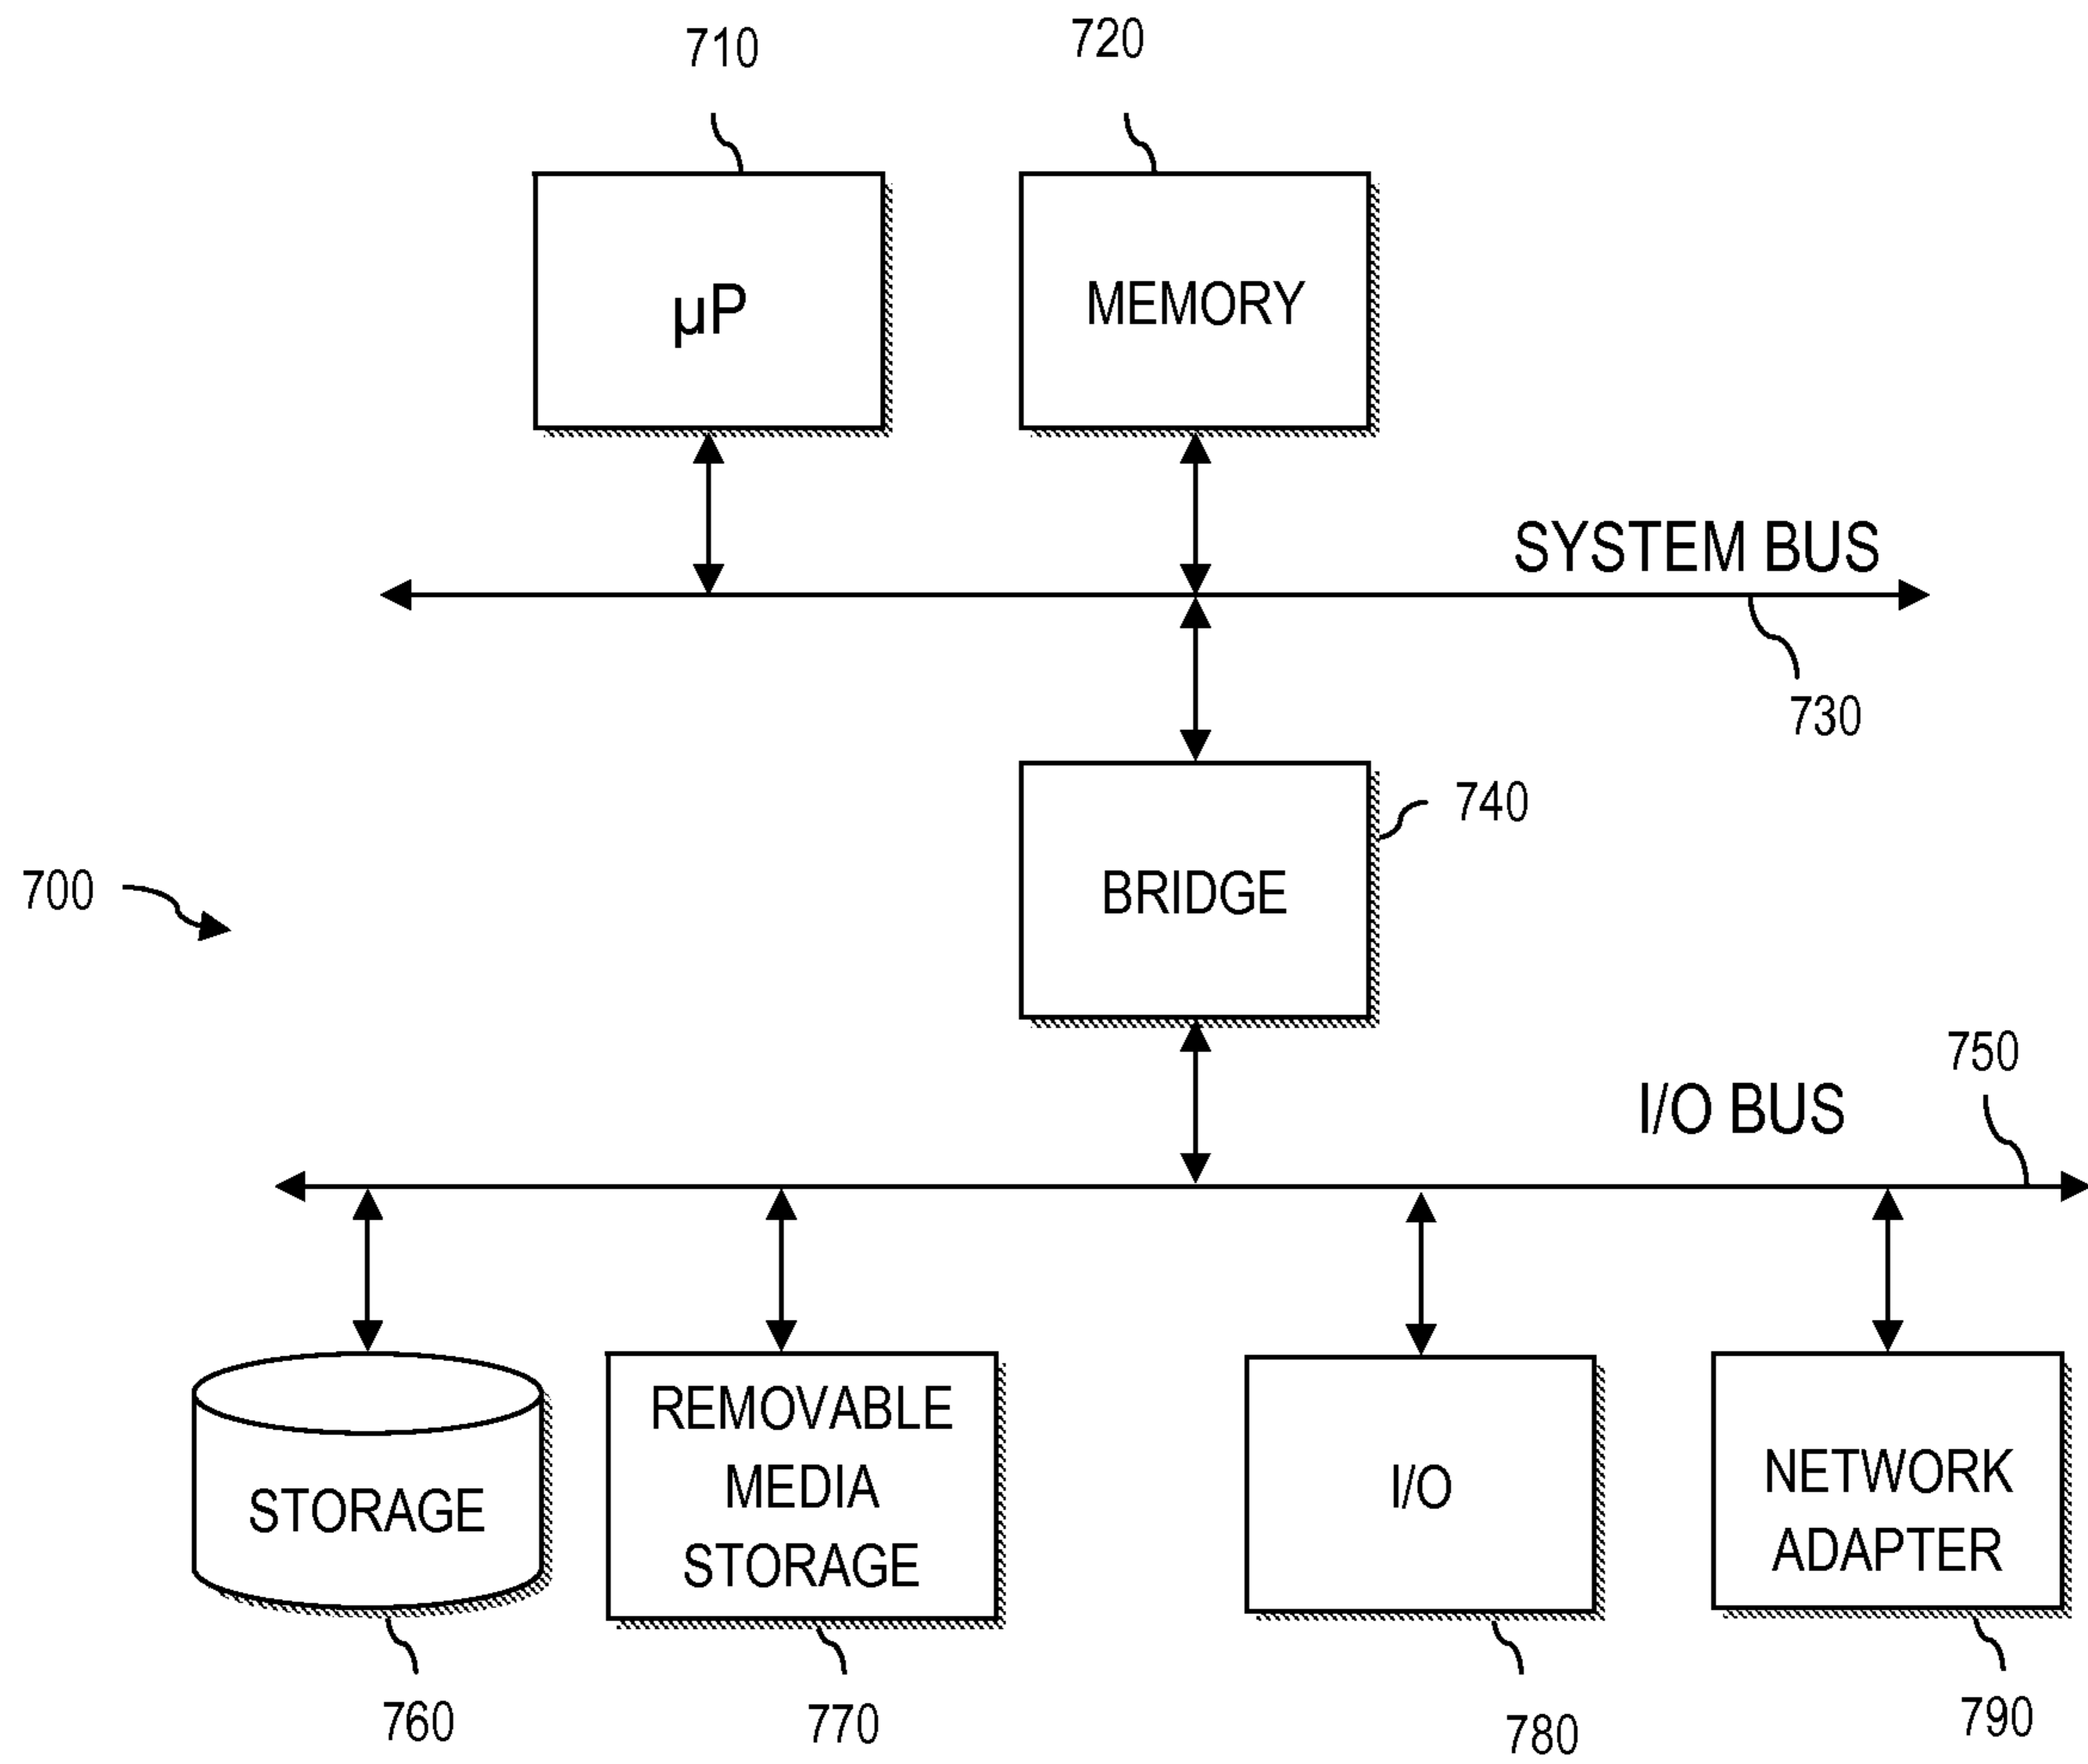 710
720
µP
MEMORY
SYSTEM BUS
730
740
BRIDGE
700
750
I/O BUS
STORAGE
REMOVABLE
MEDIA
STORAGE
I/O
NETWORK
ADAPTER
760
770
780
790